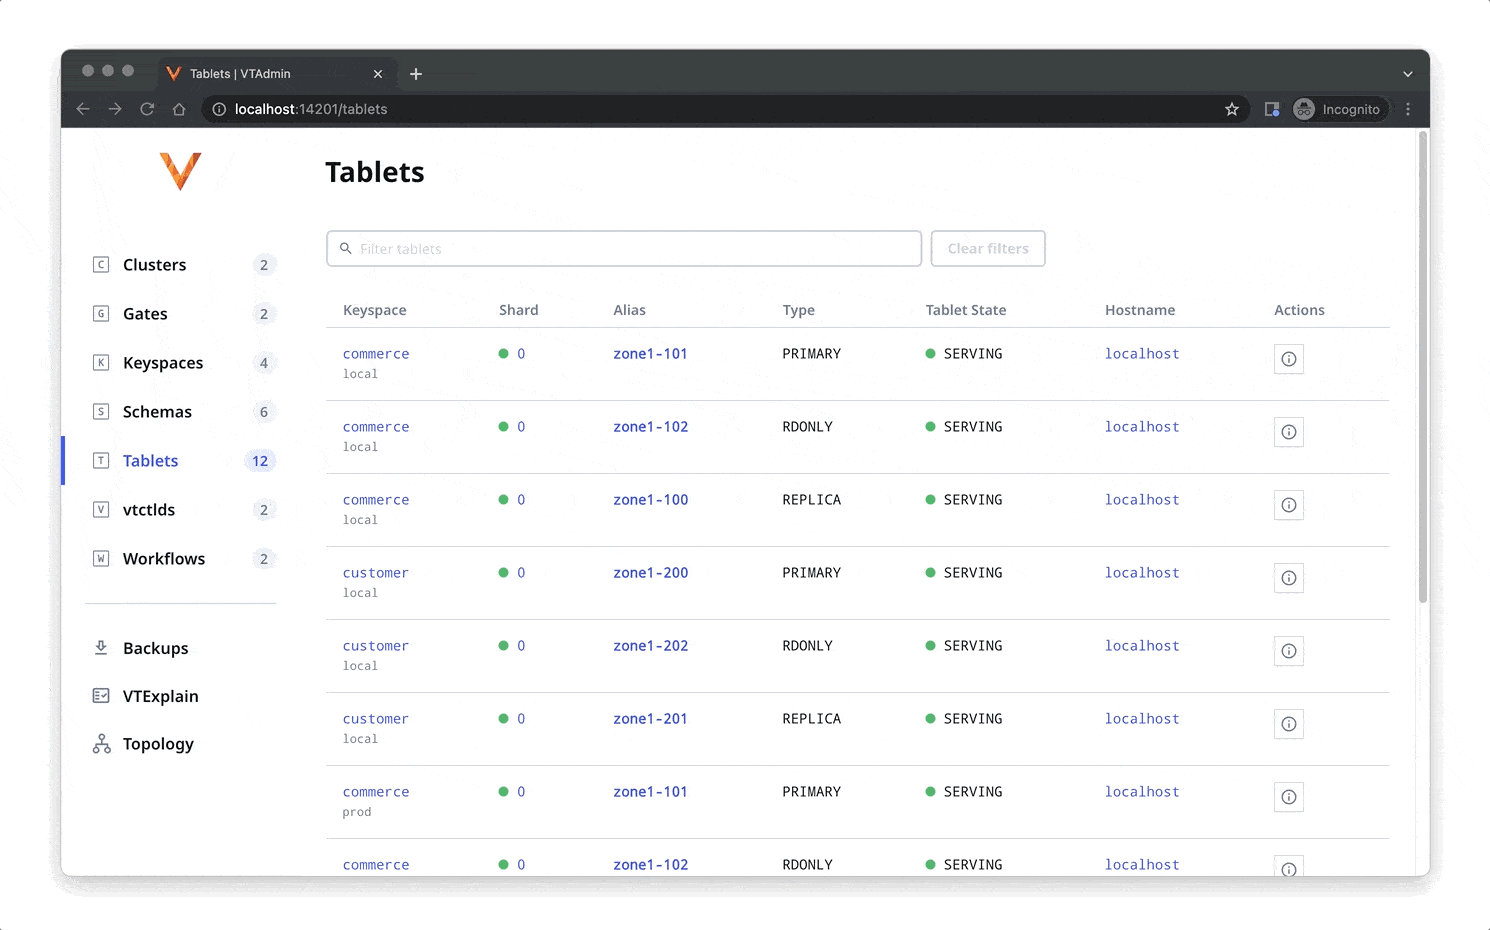 Tablets | VTAdmin
localhost:14201/tablets
Incognito
Tablets
Filter tablets
Clear filters
C Clusters 2
G Gates 2
K Keyspaces 4
S Schemas 6
T Tablets 12
V vtctlds 2
W Workflows 2
Backups
VTExplain
Topology
Keyspace Shard Alias Type Tablet State Hostname Actions
commerce 0 zone1-101 PRIMARY SERVING localhost
local
commerce 0 zone1-102 RDONLY SERVING localhost
local
commerce 0 zone1-100 REPLICA SERVING localhost
local
customer 0 zone1-200 PRIMARY SERVING localhost
local
customer 0 zone1-202 RDONLY SERVING localhost
local
customer 0 zone1-201 REPLICA SERVING localhost
local
commerce 0 zone1-101 PRIMARY SERVING localhost
prod
commerce 0 zone1-102 RDONLY SERVING localhost